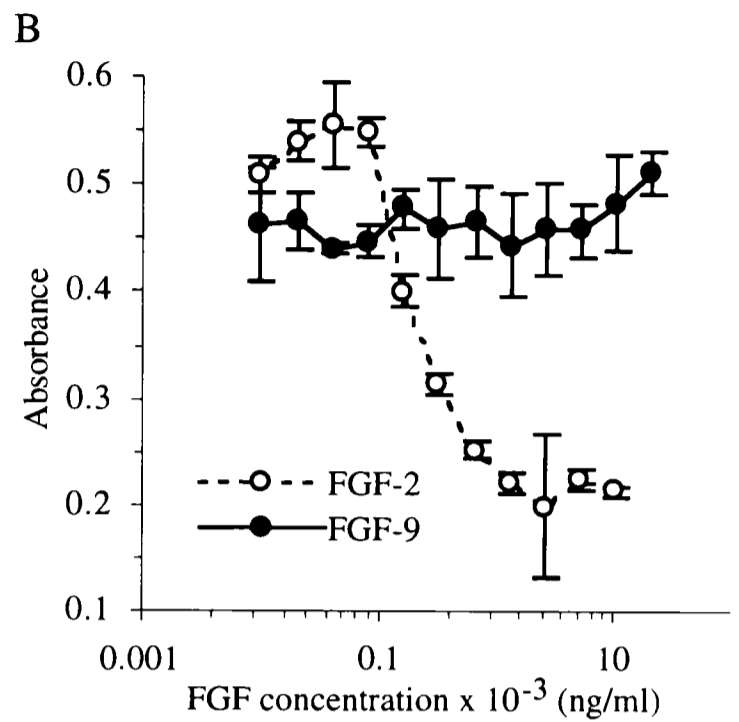 B
0.6
0.5
0.4
0.3
0.2
0.1
Absorbance
FGF-2
FGF-9
0.001 0.1 10
FGF concentration x 10-3 (ng/ml)